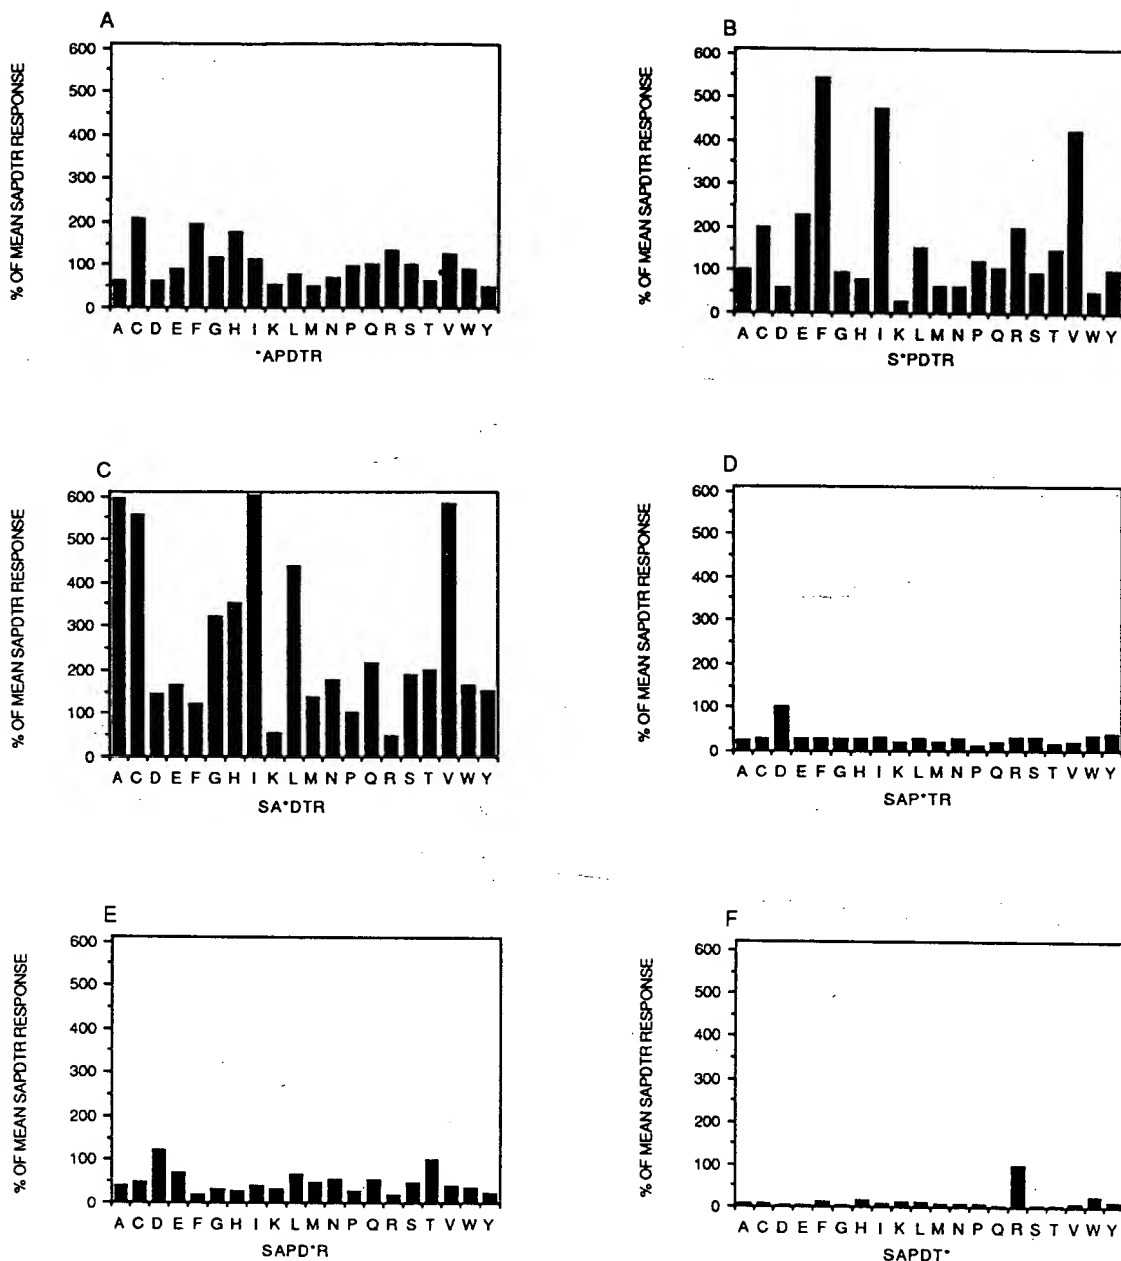 A
% OF MEAN SAPDTR RESPONSE
600
500
400
300
200
100
0
A C D E F G H I K L M N P Q R S T V W Y
*APDTR
B
% OF MEAN SAPDTR RESPONSE
600
500
400
300
200
100
0
A C D E F G H I K L M N P Q R S T V W Y
S*PDTR
C
% OF MEAN SAPDTR RESPONSE
600
500
400
300
200
100
0
A C D E F G H I K L M N P Q R S T V W Y
SA*DTR
D
% OF MEAN SAPDTR RESPONSE
600
500
400
300
200
100
0
A C D E F G H I K L M N P Q R S T V W Y
SAP*TR
E
% OF MEAN SAPDTR RESPONSE
600
500
400
300
200
100
0
A C D E F G H I K L M N P Q R S T V W Y
SAPD*R
F
% OF MEAN SAPDTR RESPONSE
600
500
400
300
200
100
0
A C D E F G H I K L M N P Q R S T V W Y
SAPDT*